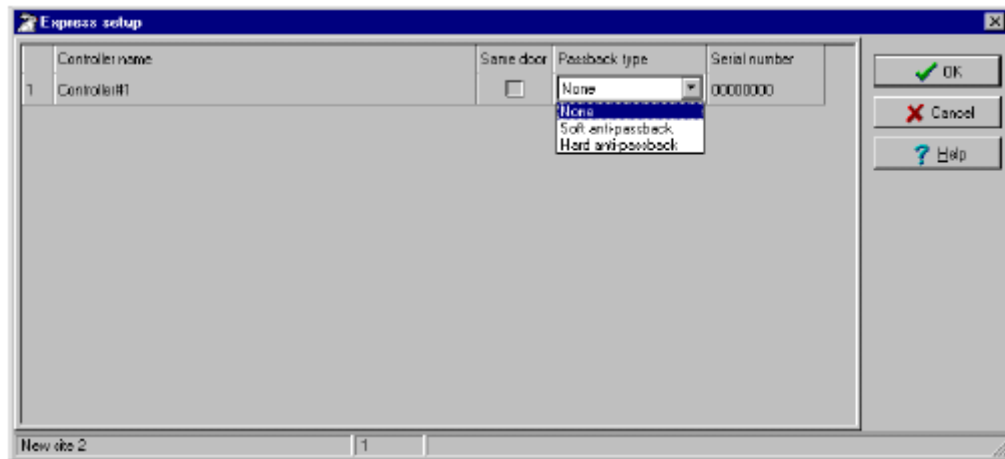 Express setup
Controller name Same door Passback type Serial number
1 Controller#1 None 00000000
None
Soft anti-passback
Hard anti-passback
OK
Cancel
Help
New site 2 1